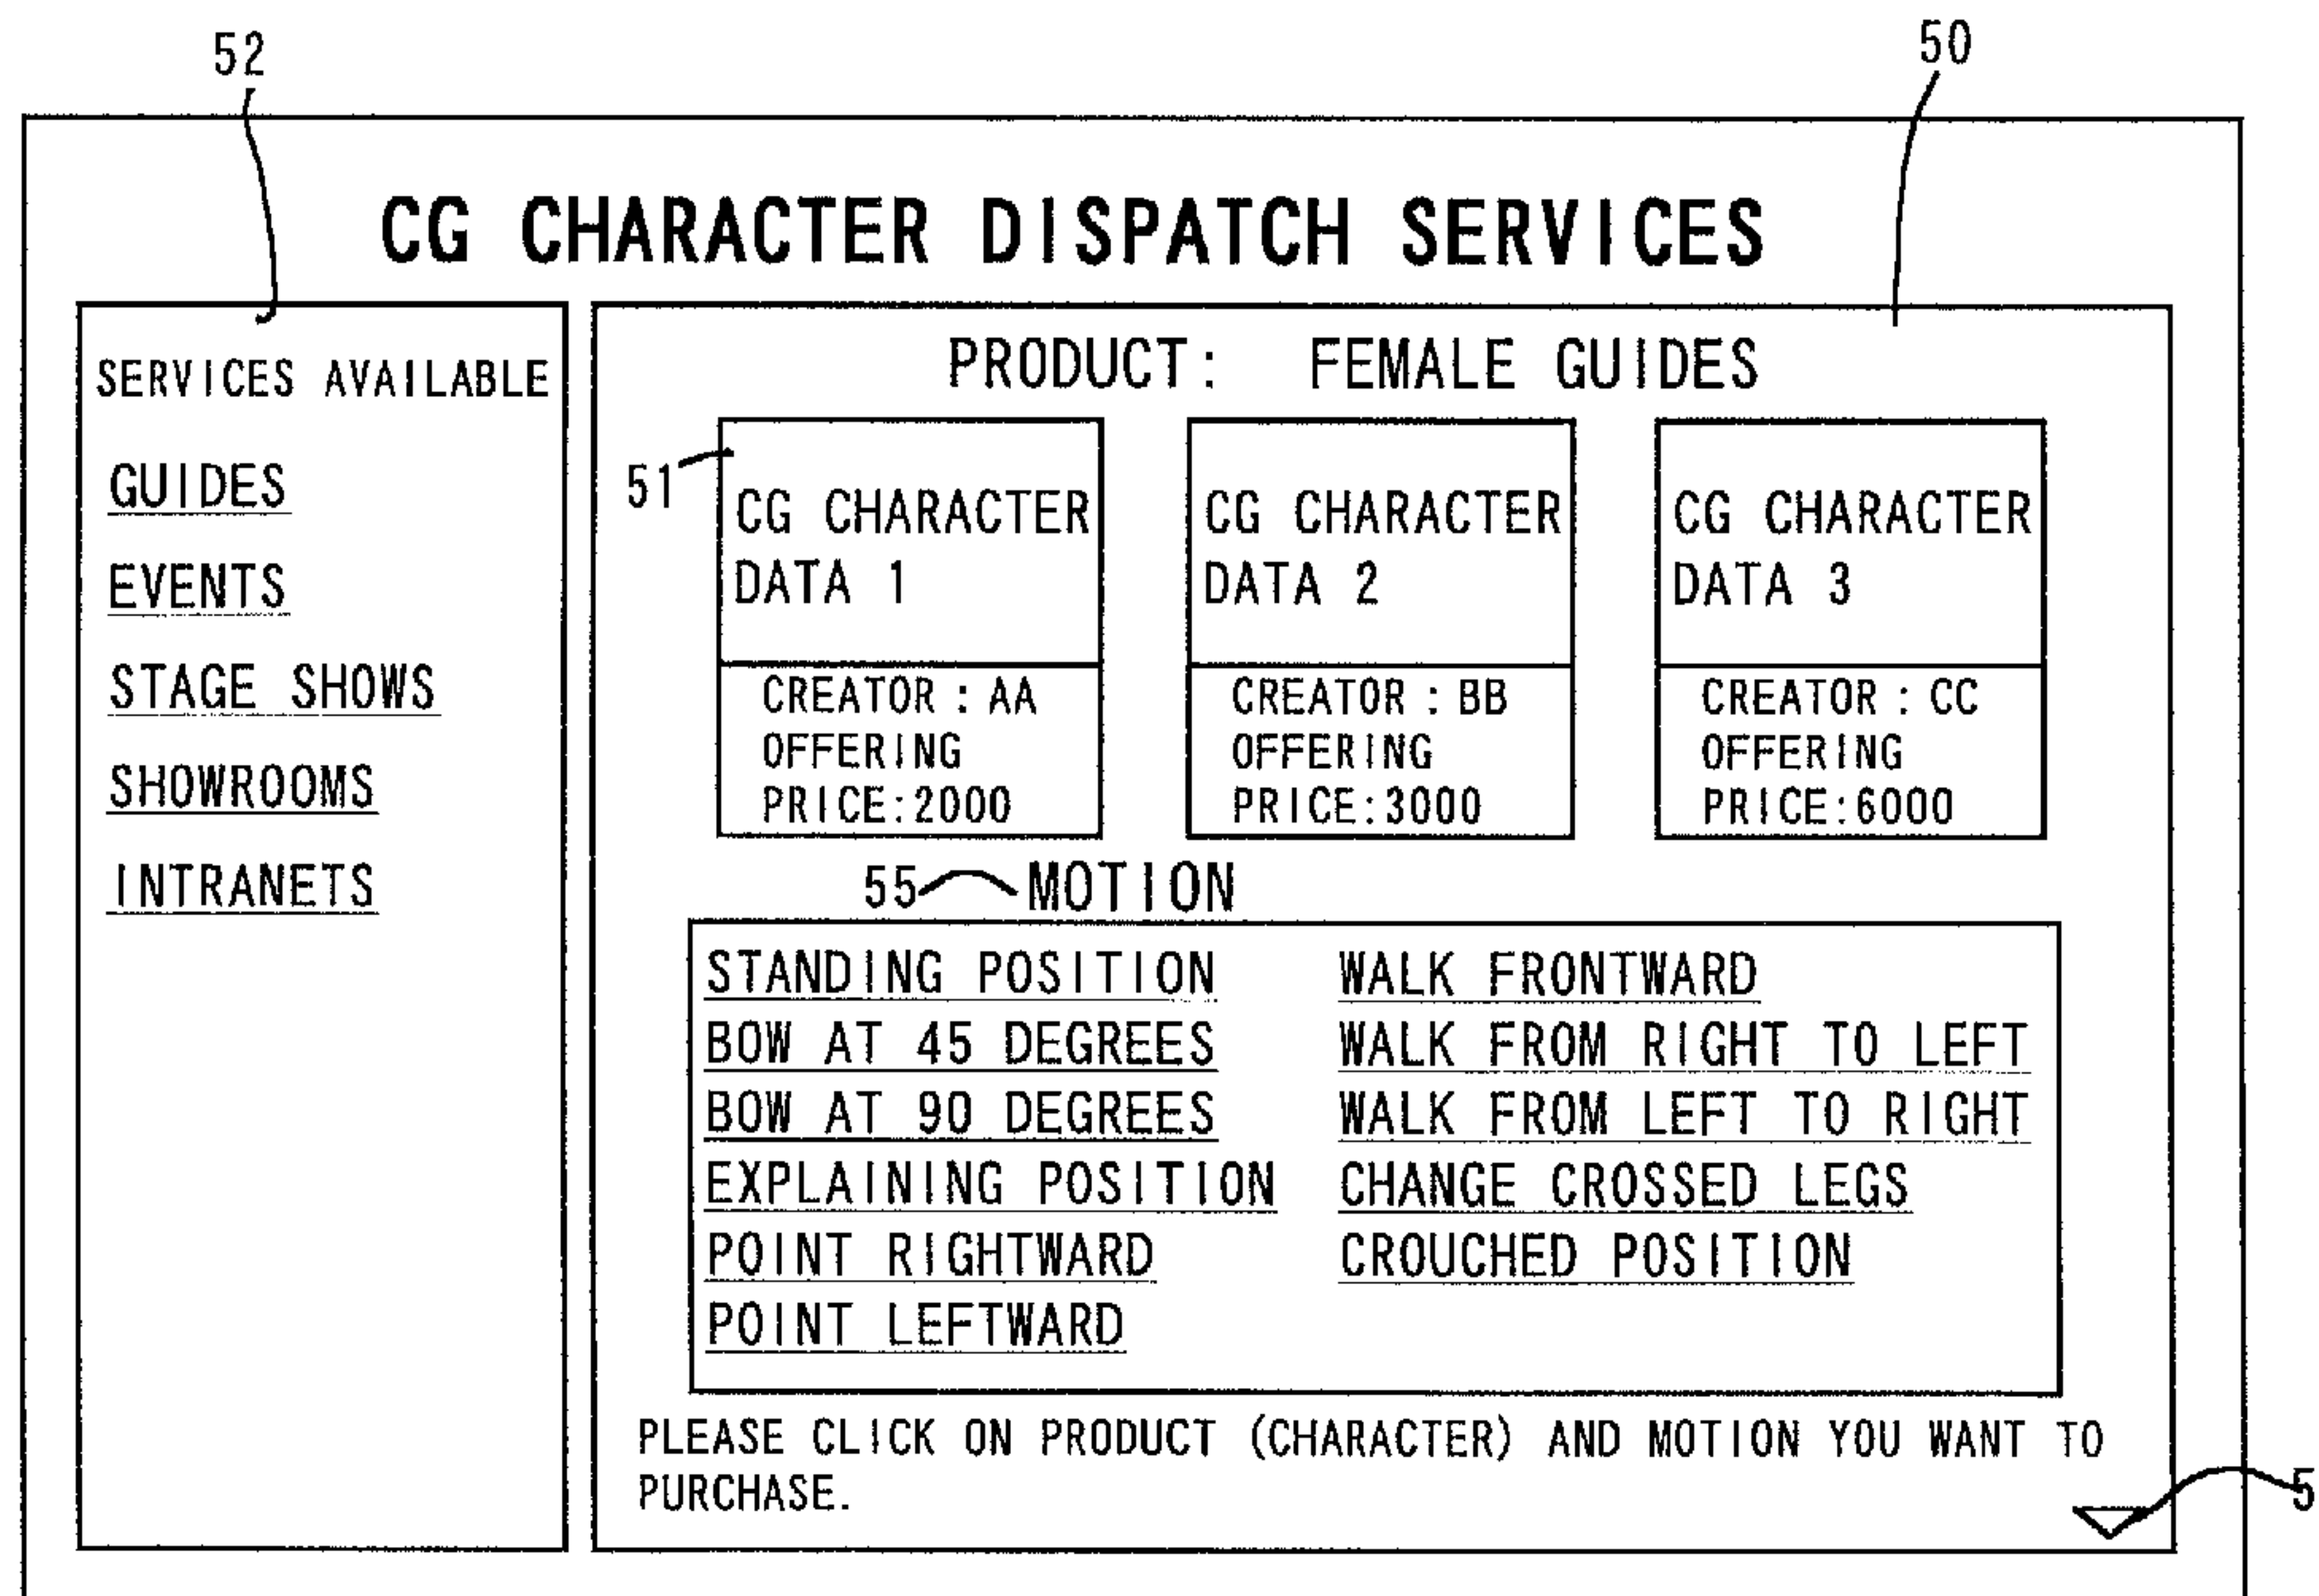 52
50
CG CHARACTER DISPATCH SERVICES
SERVICES AVAILABLE
GUIDES
EVENTS
STAGE SHOWS
SHOWROOMS
INTRANETS
PRODUCT: FEMALE GUIDES
51
CG CHARACTER
DATA 1
CREATOR : AA
OFFERING
PRICE:2000
CG CHARACTER
DATA 2
CREATOR : BB
OFFERING
PRICE:3000
CG CHARACTER
DATA 3
CREATOR : CC
OFFERING
PRICE:6000
55 MOTION
STANDING POSITION
BOW AT 45 DEGREES
BOW AT 90 DEGREES
EXPLAINING POSITION
POINT RIGHTWARD
POINT LEFTWARD
WALK FRONTWARD
WALK FROM RIGHT TO LEFT
WALK FROM LEFT TO RIGHT
CHANGE CROSSED LEGS
CROUCHED POSITION
PLEASE CLICK ON PRODUCT (CHARACTER) AND MOTION YOU WANT TO
PURCHASE.
5